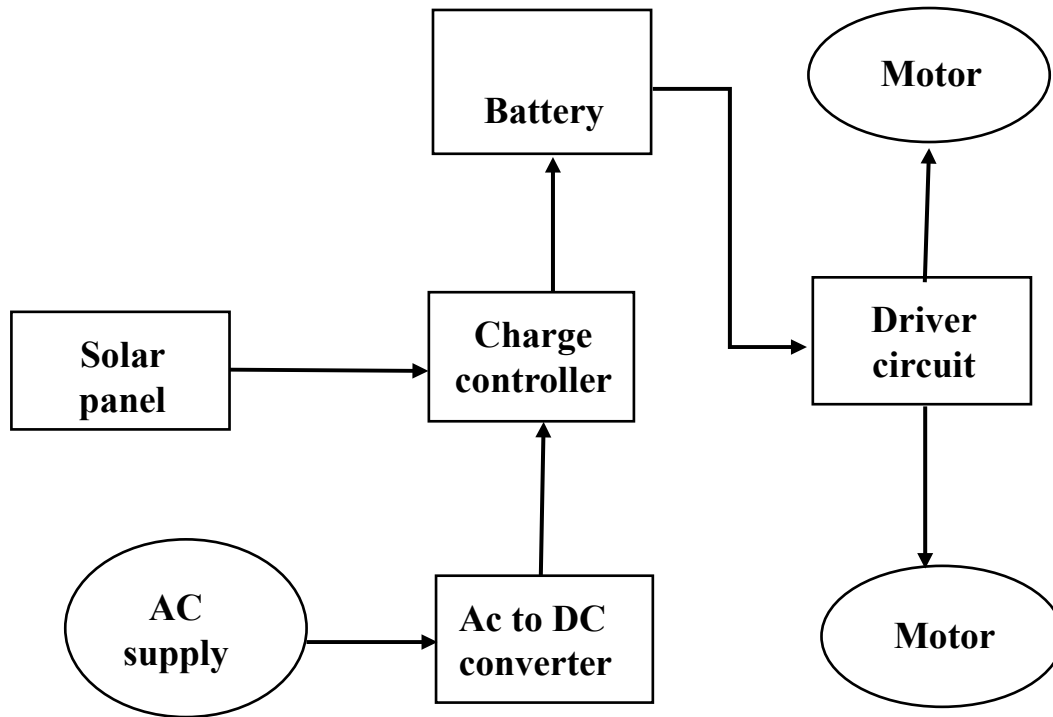 Battery
Motor
Solar
panel
Charge
controller
Driver
circuit
AC
supply
Ac to DC
converter
Motor